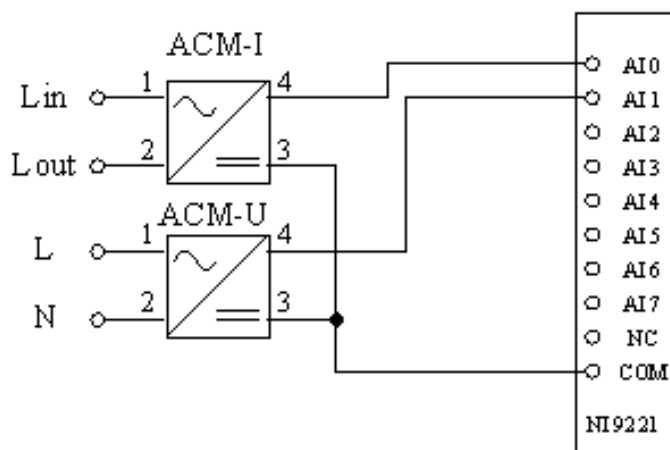 ACM-I
1
4
Lin
2
3
Lout
ACM-U
1
4
L
2
3
N
AI0
AI1
AI2
AI3
AI4
AI5
AI6
AI7
NC
COM
NI9221